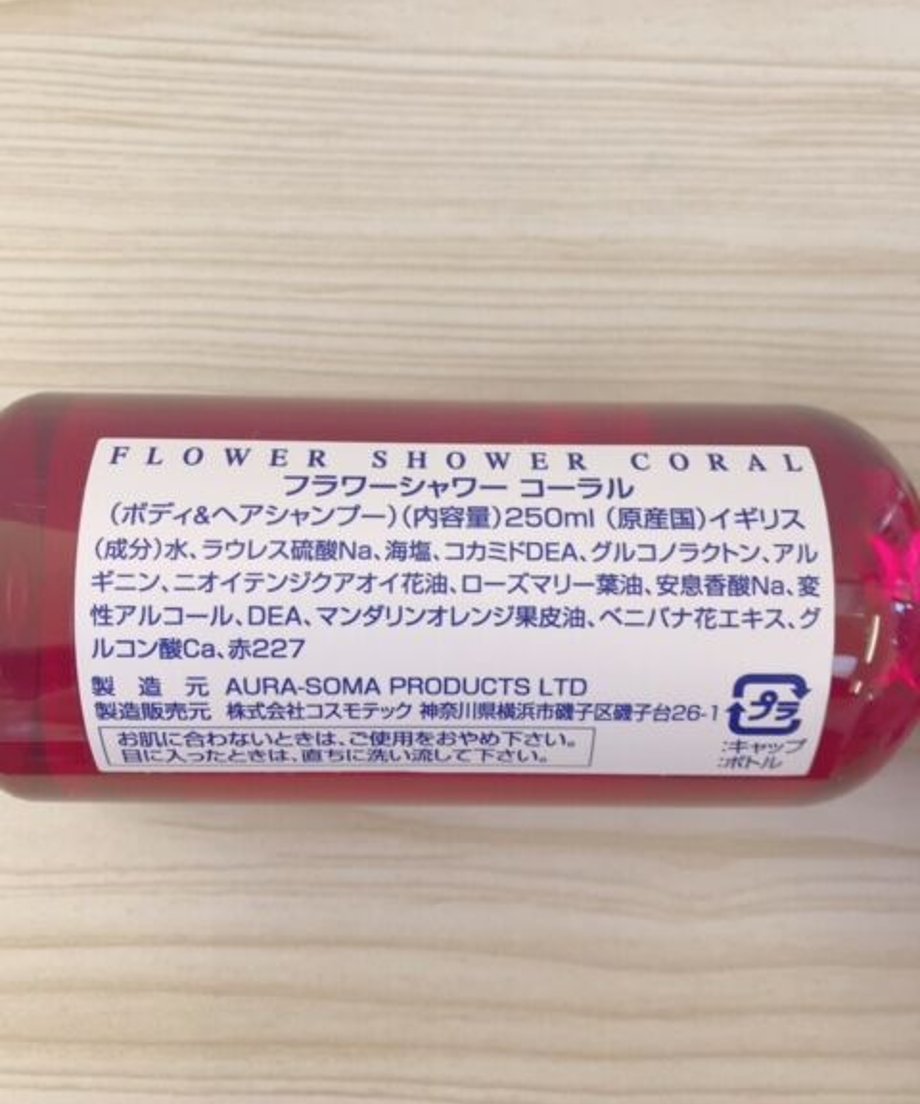 FLOWER SHOWER CORAL
フラワーシャワー コーラル
(ボディ&ヘアシャンプー)(内容量)250ml (原産国)イギリス
(成分)水、ラウレス硫酸Na、海塩、コカミドDEA、グルコノラクトン、アル
ギニン、ニオイテンジクアオイ花油、ローズマリー葉油、安息香酸Na、変
性アルコール、DEA、マンダリンオレンジ果皮油、ベニバナ花エキス、グ
ルコン酸Ca、赤227
製造元 AURA-SOMA PRODUCTS LTD
製造販売元 株式会社コスモテック 神奈川県横浜市磯子区磯子台26-1
お肌に合わないときは、ご使用をおやめ下さい。
目に入ったときは、直ちに洗い流して下さい。
プラ
:キャップ
:ボトル